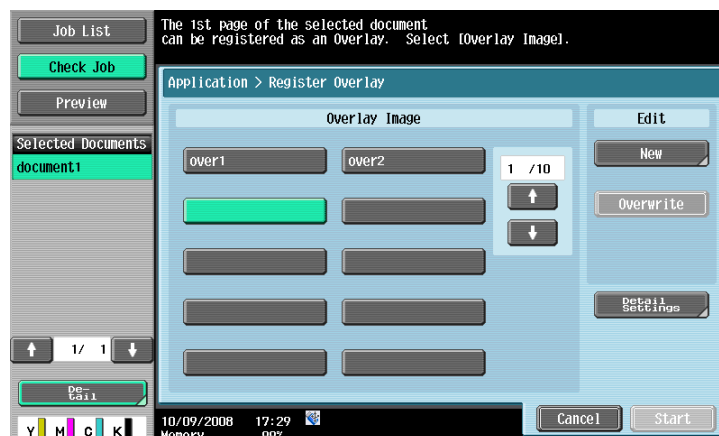 Job List
Check Job
Preview
Selected Documents
document1
1/ 1
De-
tail
Y M C K
The 1st page of the selected document
can be registered as an Overlay. Select [Overlay Image].
Application > Register Overlay
Overlay Image
over1
over2
1 /10
Edit
New
Overwrite
Detail
Settings
10/09/2008 17:29
Memory 99%
Cancel
Start